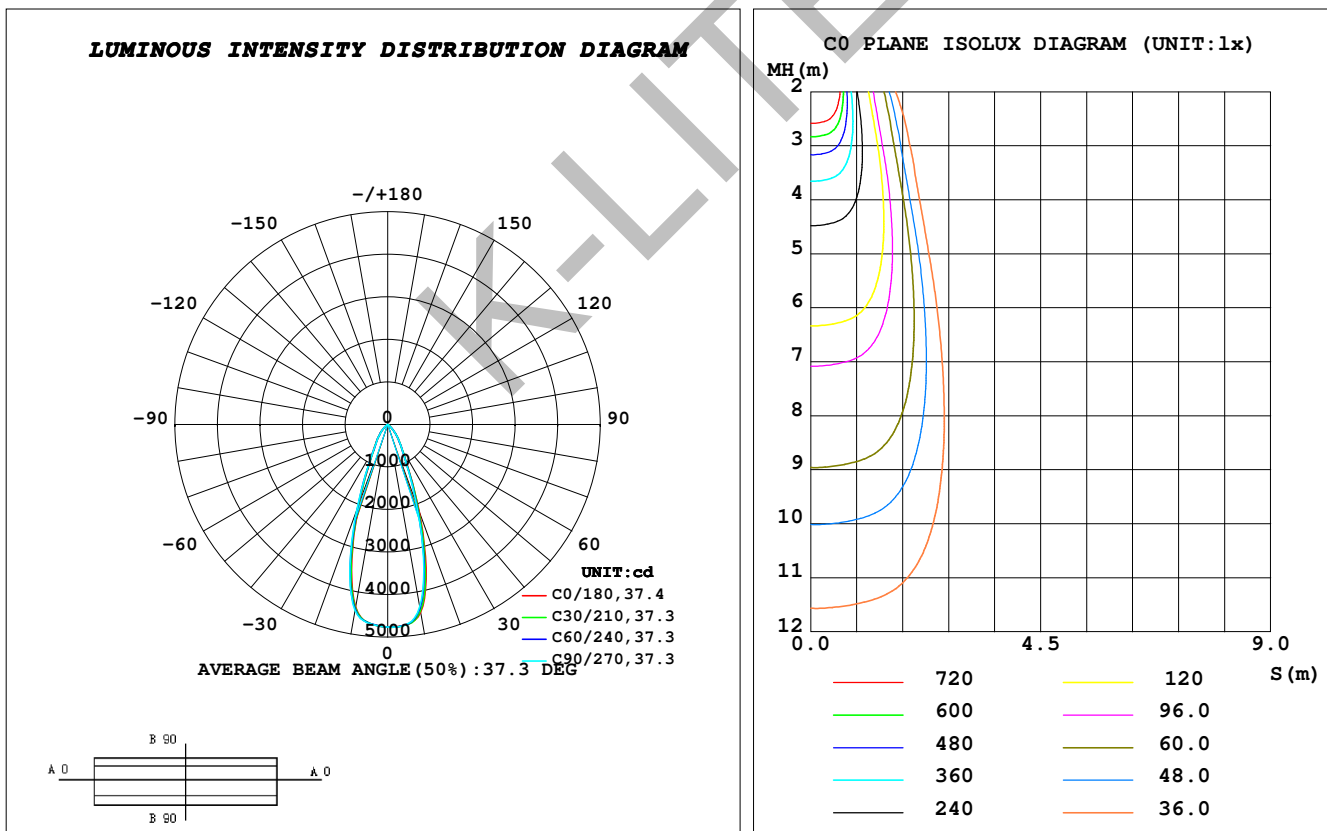 LUMINOUS INTENSITY DISTRIBUTION DIAGRAM
-/+180
-150
150
-120
120
-90
90
-60
60
-30
30
0
0
1000
2000
3000
4000
5000
UNIT:cd
C0/180,37.4
C30/210,37.3
C60/240,37.3
C90/270,37.3
AVERAGE BEAM ANGLE(50%):37.3 DEG
B 90
A 0
A 0
B 90
C0 PLANE ISOLUX DIAGRAM (UNIT:lx)
MH(m)
2
3
4
5
6
7
8
9
10
11
12
0.0
4.5
9.0
S(m)
720
120
600
96.0
480
60.0
360
48.0
240
36.0
K-LITE